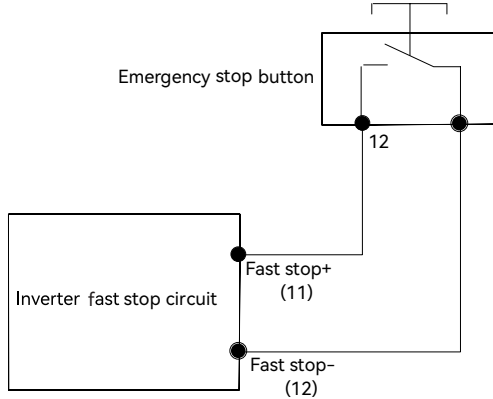 Emergency stop button
12
Fast stop+
(11)
Inverter fast stop circuit
Fast stop–
(12)